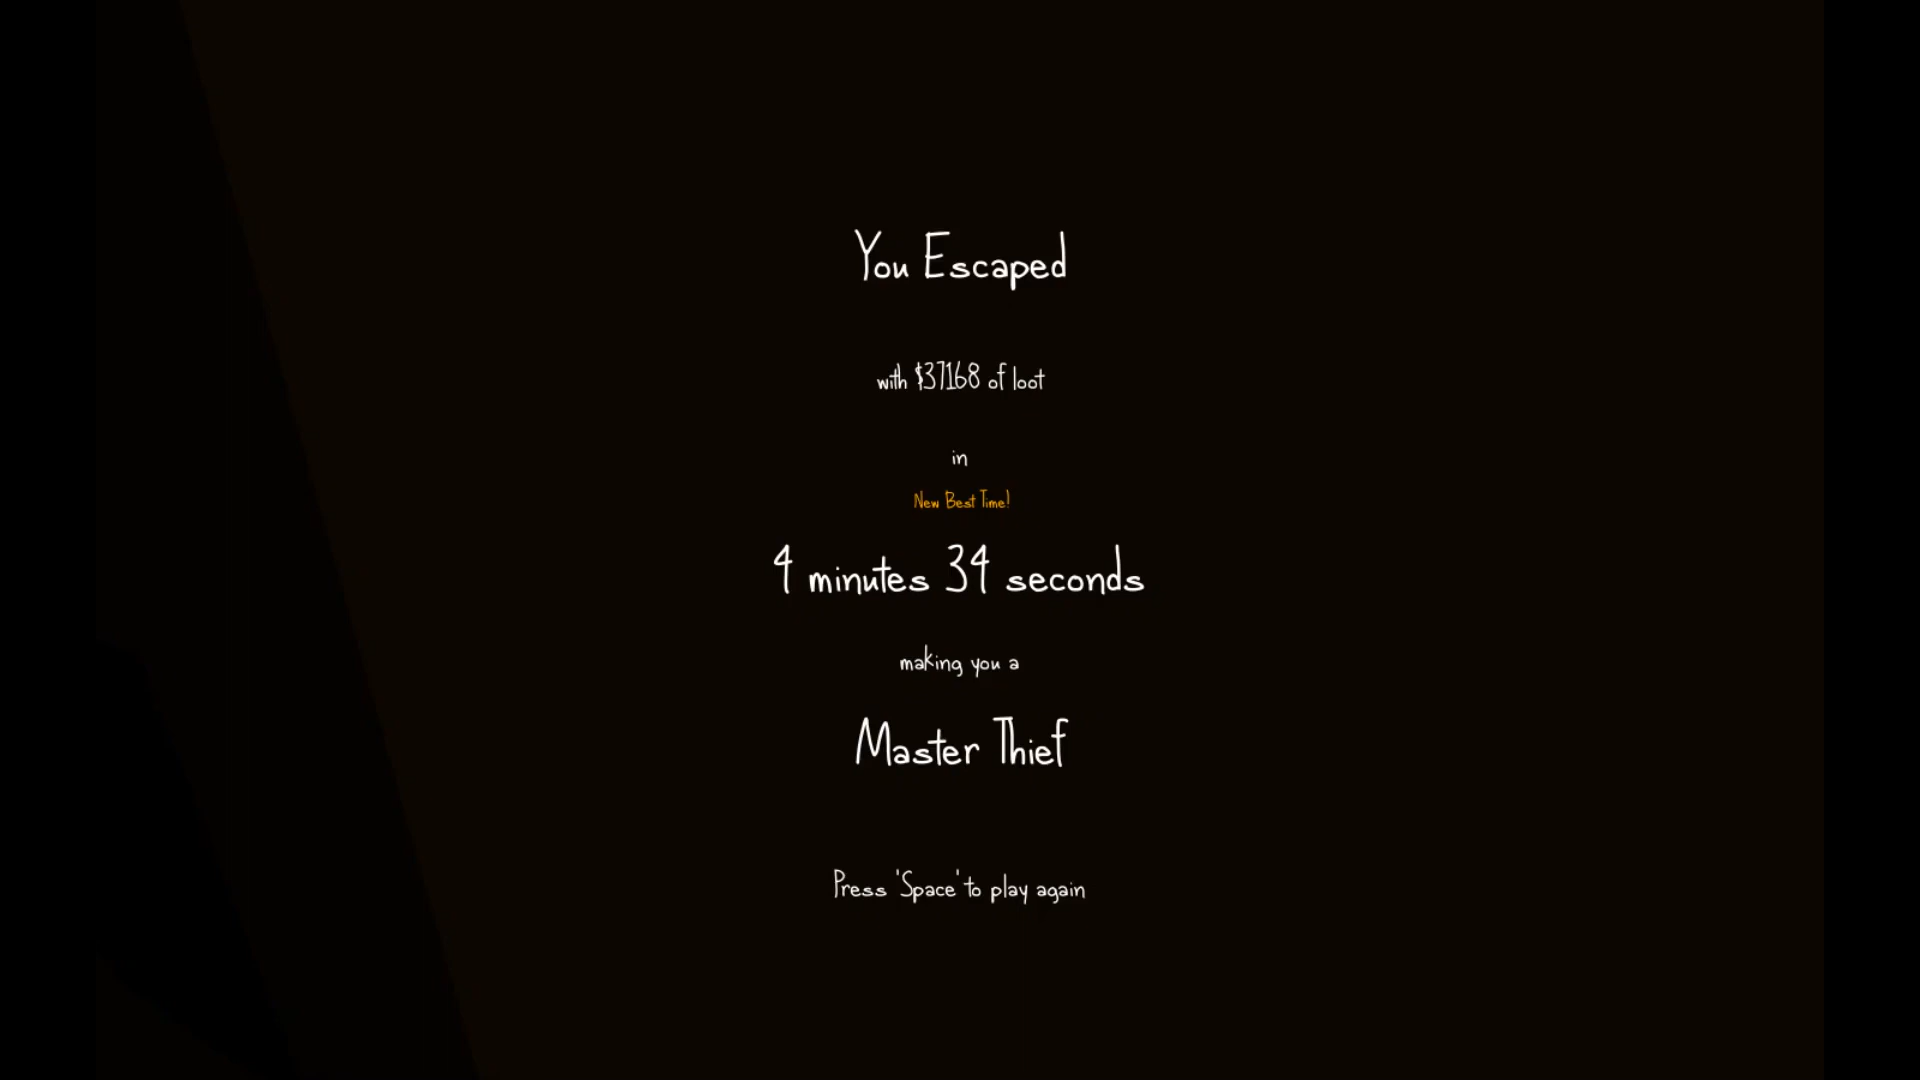 You Escaped
with $37168 of loot
in
New Best Time!
4 minutes 34 seconds
making you a
Master Thief
Press 'Space' to play again